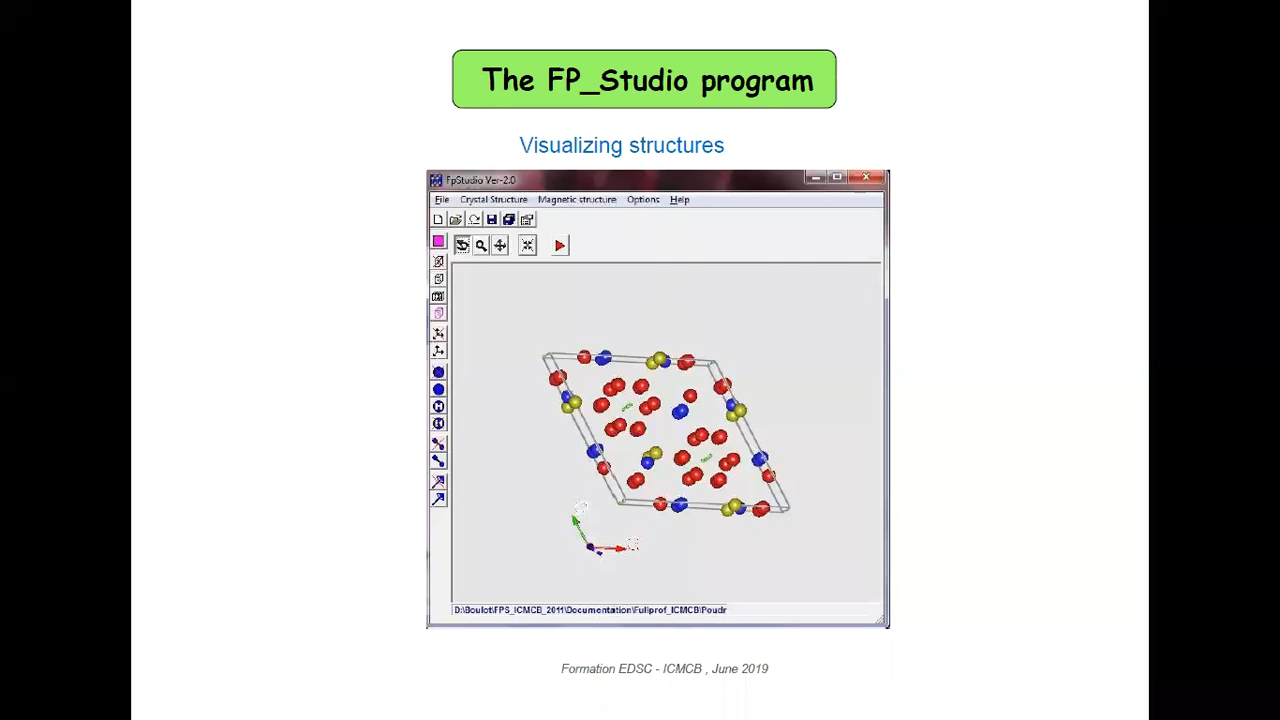 The FP_Studio program
Visualizing structures
FpStudio Ver-2.0
File Crystal Structure Magnetic structure Options Help
D:\Boulot\FPS_ICMCB_2011\Documentation\Fullprof_ICMCB\Poudr
Formation EDSC - ICMCB , June 2019